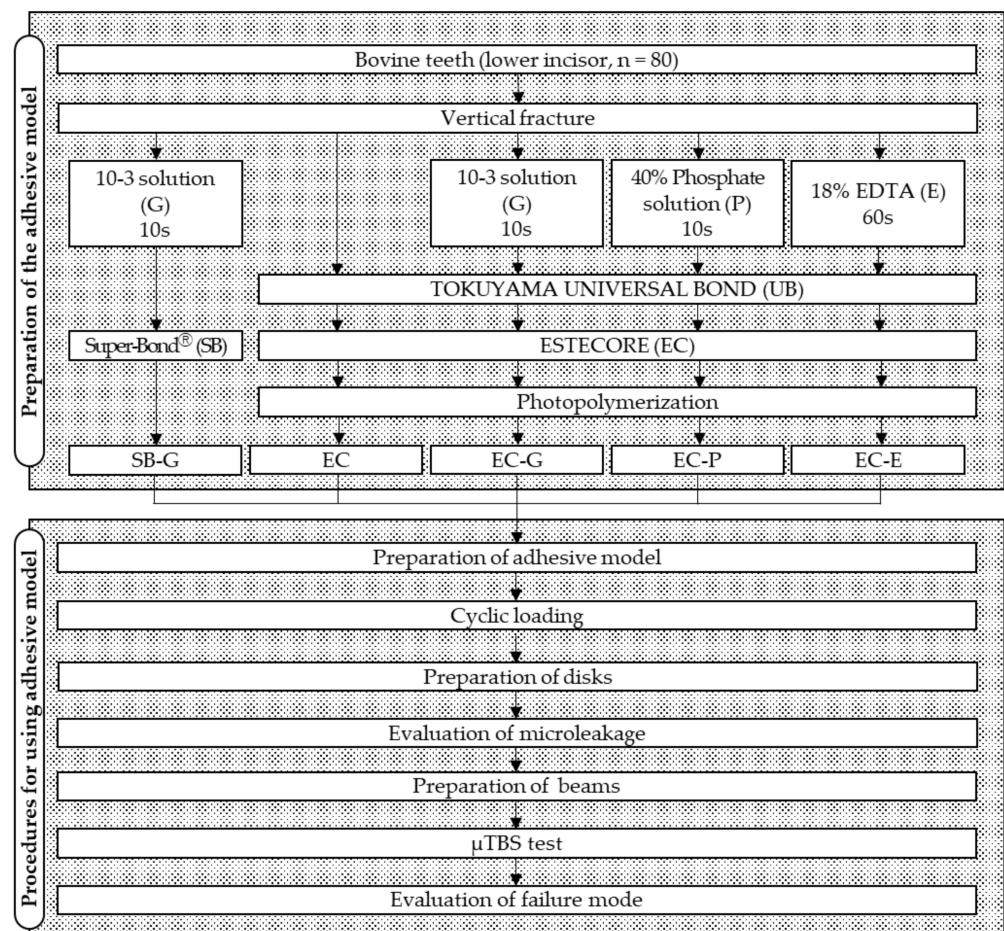 Preparation of the adhesive model
Bovine teeth (lower incisor, n = 80)
Vertical fracture
10-3 solution
(G)
10s
10-3 solution
(G)
10s
40% Phosphate
solution (P)
10s
18% EDTA (E)
60s
TOKUYAMA UNIVERSAL BOND (UB)
Super-Bond® (SB)
ESTECORE (EC)
Photopolymerization
SB-G
EC
EC-G
EC-P
EC-E
Procedures for using adhesive model
Preparation of adhesive model
Cyclic loading
Preparation of disks
Evaluation of microleakage
Preparation of beams
µTBS test
Evaluation of failure mode